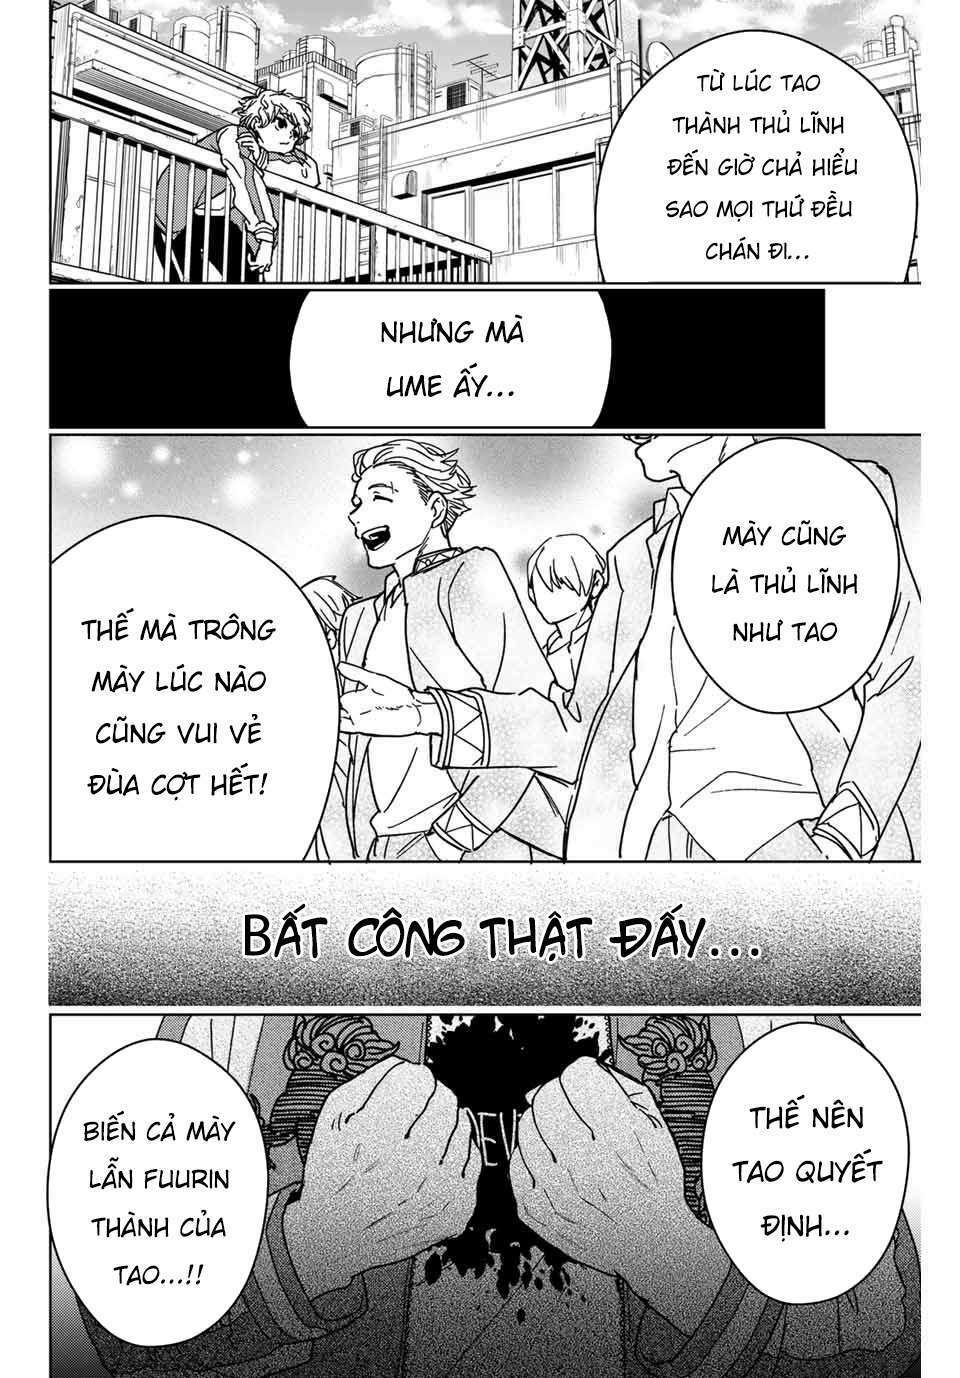 TỪ LÚC TAO
THÀNH THỦ LĨNH
ĐẾN GIỜ CHẢ HIỂU
SAO MỌI THỨ ĐỀU
CHÁN ĐI...
NHƯNG MÀ
UME ẤY...
MÀY CŨNG
LÀ THỦ LĨNH
NHƯ TAO
THẾ MÀ TRÔNG
MÀY LÚC NÀO
CŨNG VUI VẺ
ĐÙA CỢT HẾT!
BẤT CÔNG THẬT ĐẤY...
THẾ NÊN
TAO QUYẾT
ĐỊNH...
BIẾN CẢ MÀY
LẪN FUURIN
THÀNH CỦA
TAO...!!